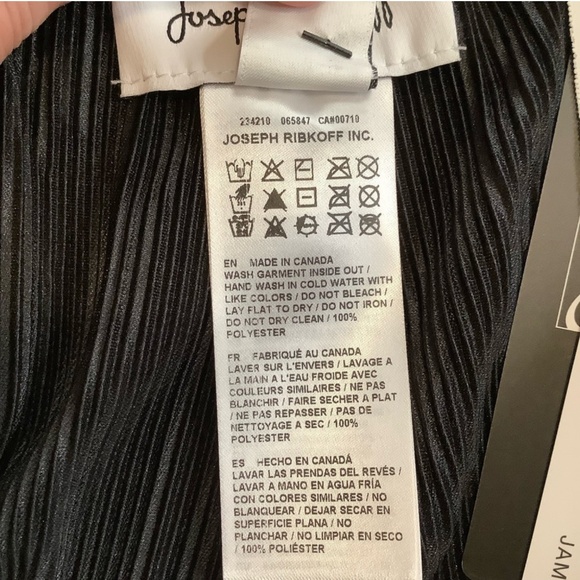 Josep
234210 065847 CA#00710
JOSEPH RIBKOFF INC.
EN MADE IN CANADA
WASH GARMENT INSIDE OUT /
HAND WASH IN COLD WATER WITH
LIKE COLORS / DO NOT BLEACH /
LAY FLAT TO DRY / DO NOT IRON /
DO NOT DRY CLEAN / 100%
POLYESTER
FR FABRIQUÉ AU CANADA
LAVER SUR L'ENVERS / LAVAGE A
LA MAIN A L'EAU FROIDE AVEC
COULEURS SIMILAIRES / NE PAS
BLANCHIR / FAIRE SECHER A PLAT
/ NE PAS REPASSER / PAS DE
NETTOYAGE A SEC / 100%
POLYESTER
ES HECHO EN CANADÁ
LAVAR LAS PRENDAS DEL REVÉS /
LAVAR A MANO EN AGUA FRÍA
CON COLORES SIMILARES / NO
BLANQUEAR / DEJAR SECAR EN
SUPERFICIE PLANA / NO
PLANCHAR / NO LIMPIAR EN SECO
/ 100% POLIÉSTER
JAM